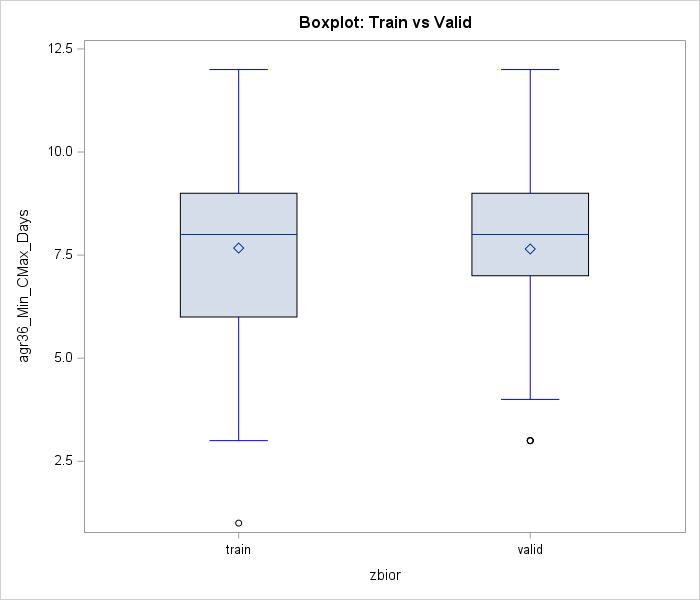 Boxplot: Train vs Valid
12.5
10.0
7.5
5.0
2.5
agr36_Min_CMax_Days
train
valid
zbior